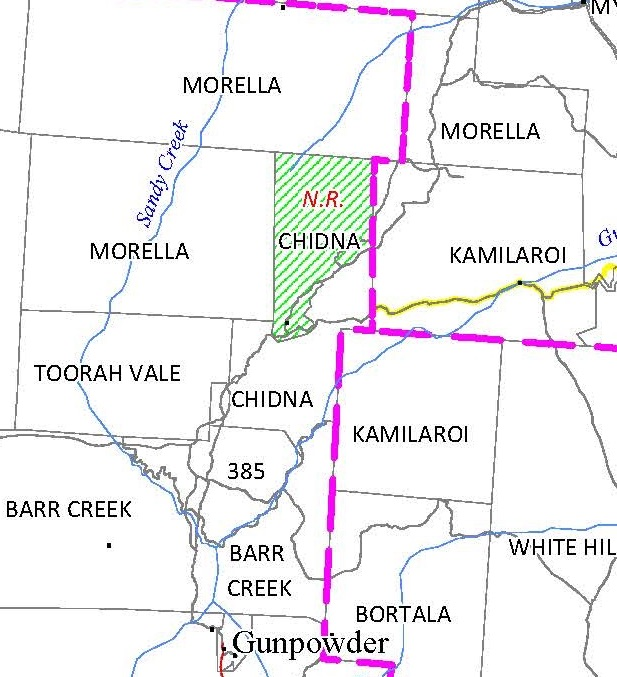 MORELLA
Sandy Creek
MORELLA
N.R.
CHIDNA
MORELLA
KAMILAROI
TOORAH VALE
CHIDNA
KAMILAROI
385
BARR CREEK
BARR
CREEK
WHITE HIL
BORTALA
Gunpowder